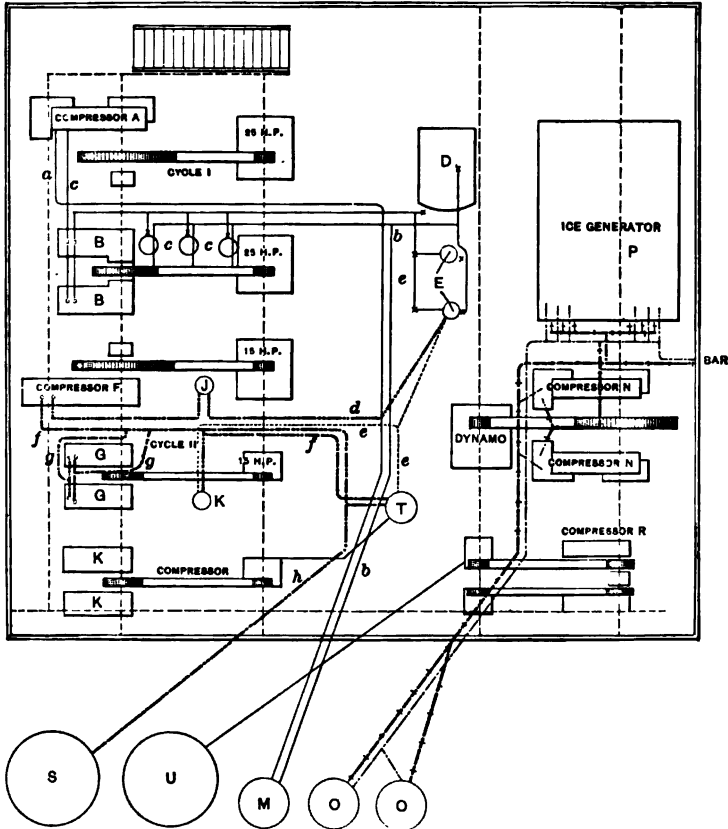 COMPRESSOR A
25 H.P.
CYCLE I
a
c
D
B
c
c
b
25 H.P.
B
e
E
ICE GENERATOR
P
15 H.P.
COMPRESSOR F
J
BAR
COMPRESSOR N
d
f
e
CYCLE II
f
DYNAMO
g
G
g
15 H.P.
e
COMPRESSOR N
G
K
T
K
COMPRESSOR
COMPRESSOR R
h
b
K
S
U
M
O
O